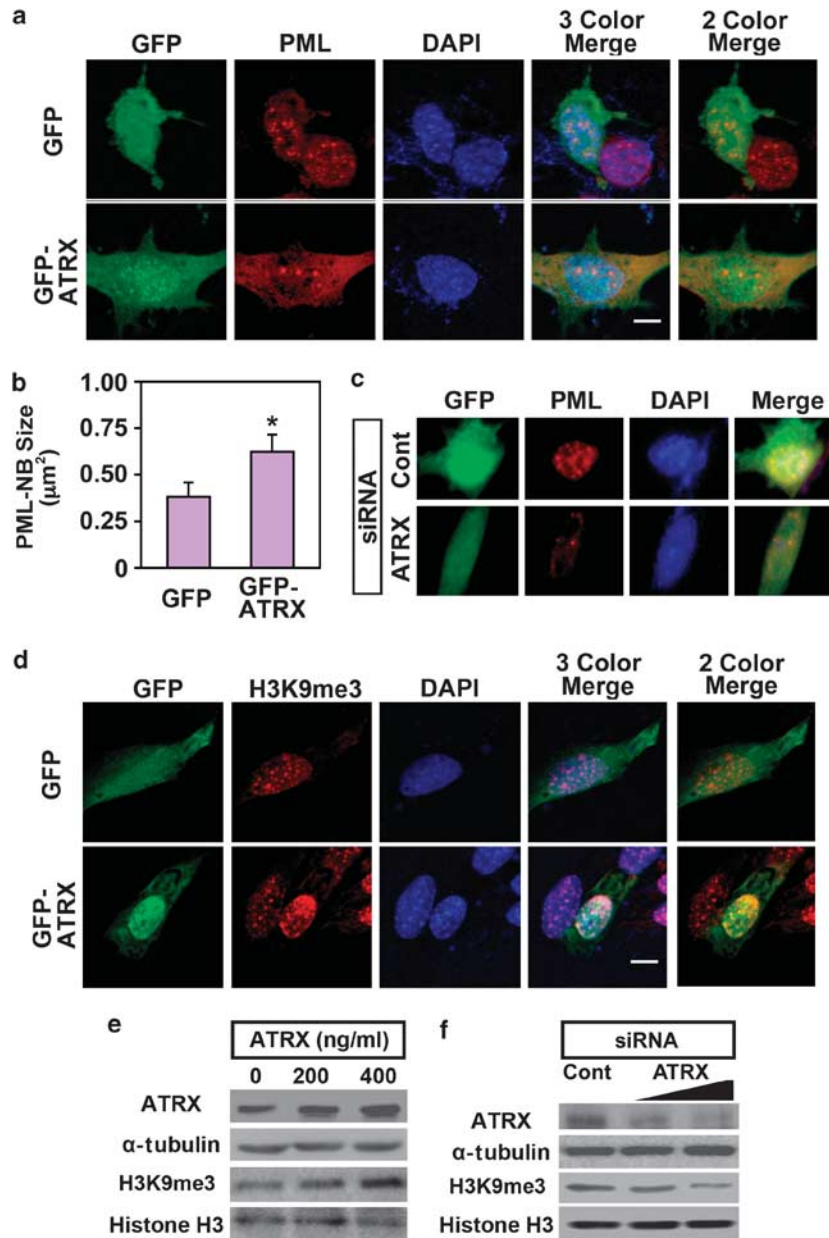 a
GFP PML DAPI 3 Color Merge 2 Color Merge
GFP
GFP-ATRX
b
PML-NB Size (μm²)
1.00
0.75
0.50
0.25
0
*
GFP GFP-ATRX
c
GFP PML DAPI Merge
siRNA
Cont
ATRX
d
GFP H3K9me3 DAPI 3 Color Merge 2 Color Merge
GFP
GFP-ATRX
e
ATRX (ng/ml)
0 200 400
ATRX
α-tubulin
H3K9me3
Histone H3
f
siRNA
Cont ATRX
ATRX
α-tubulin
H3K9me3
Histone H3